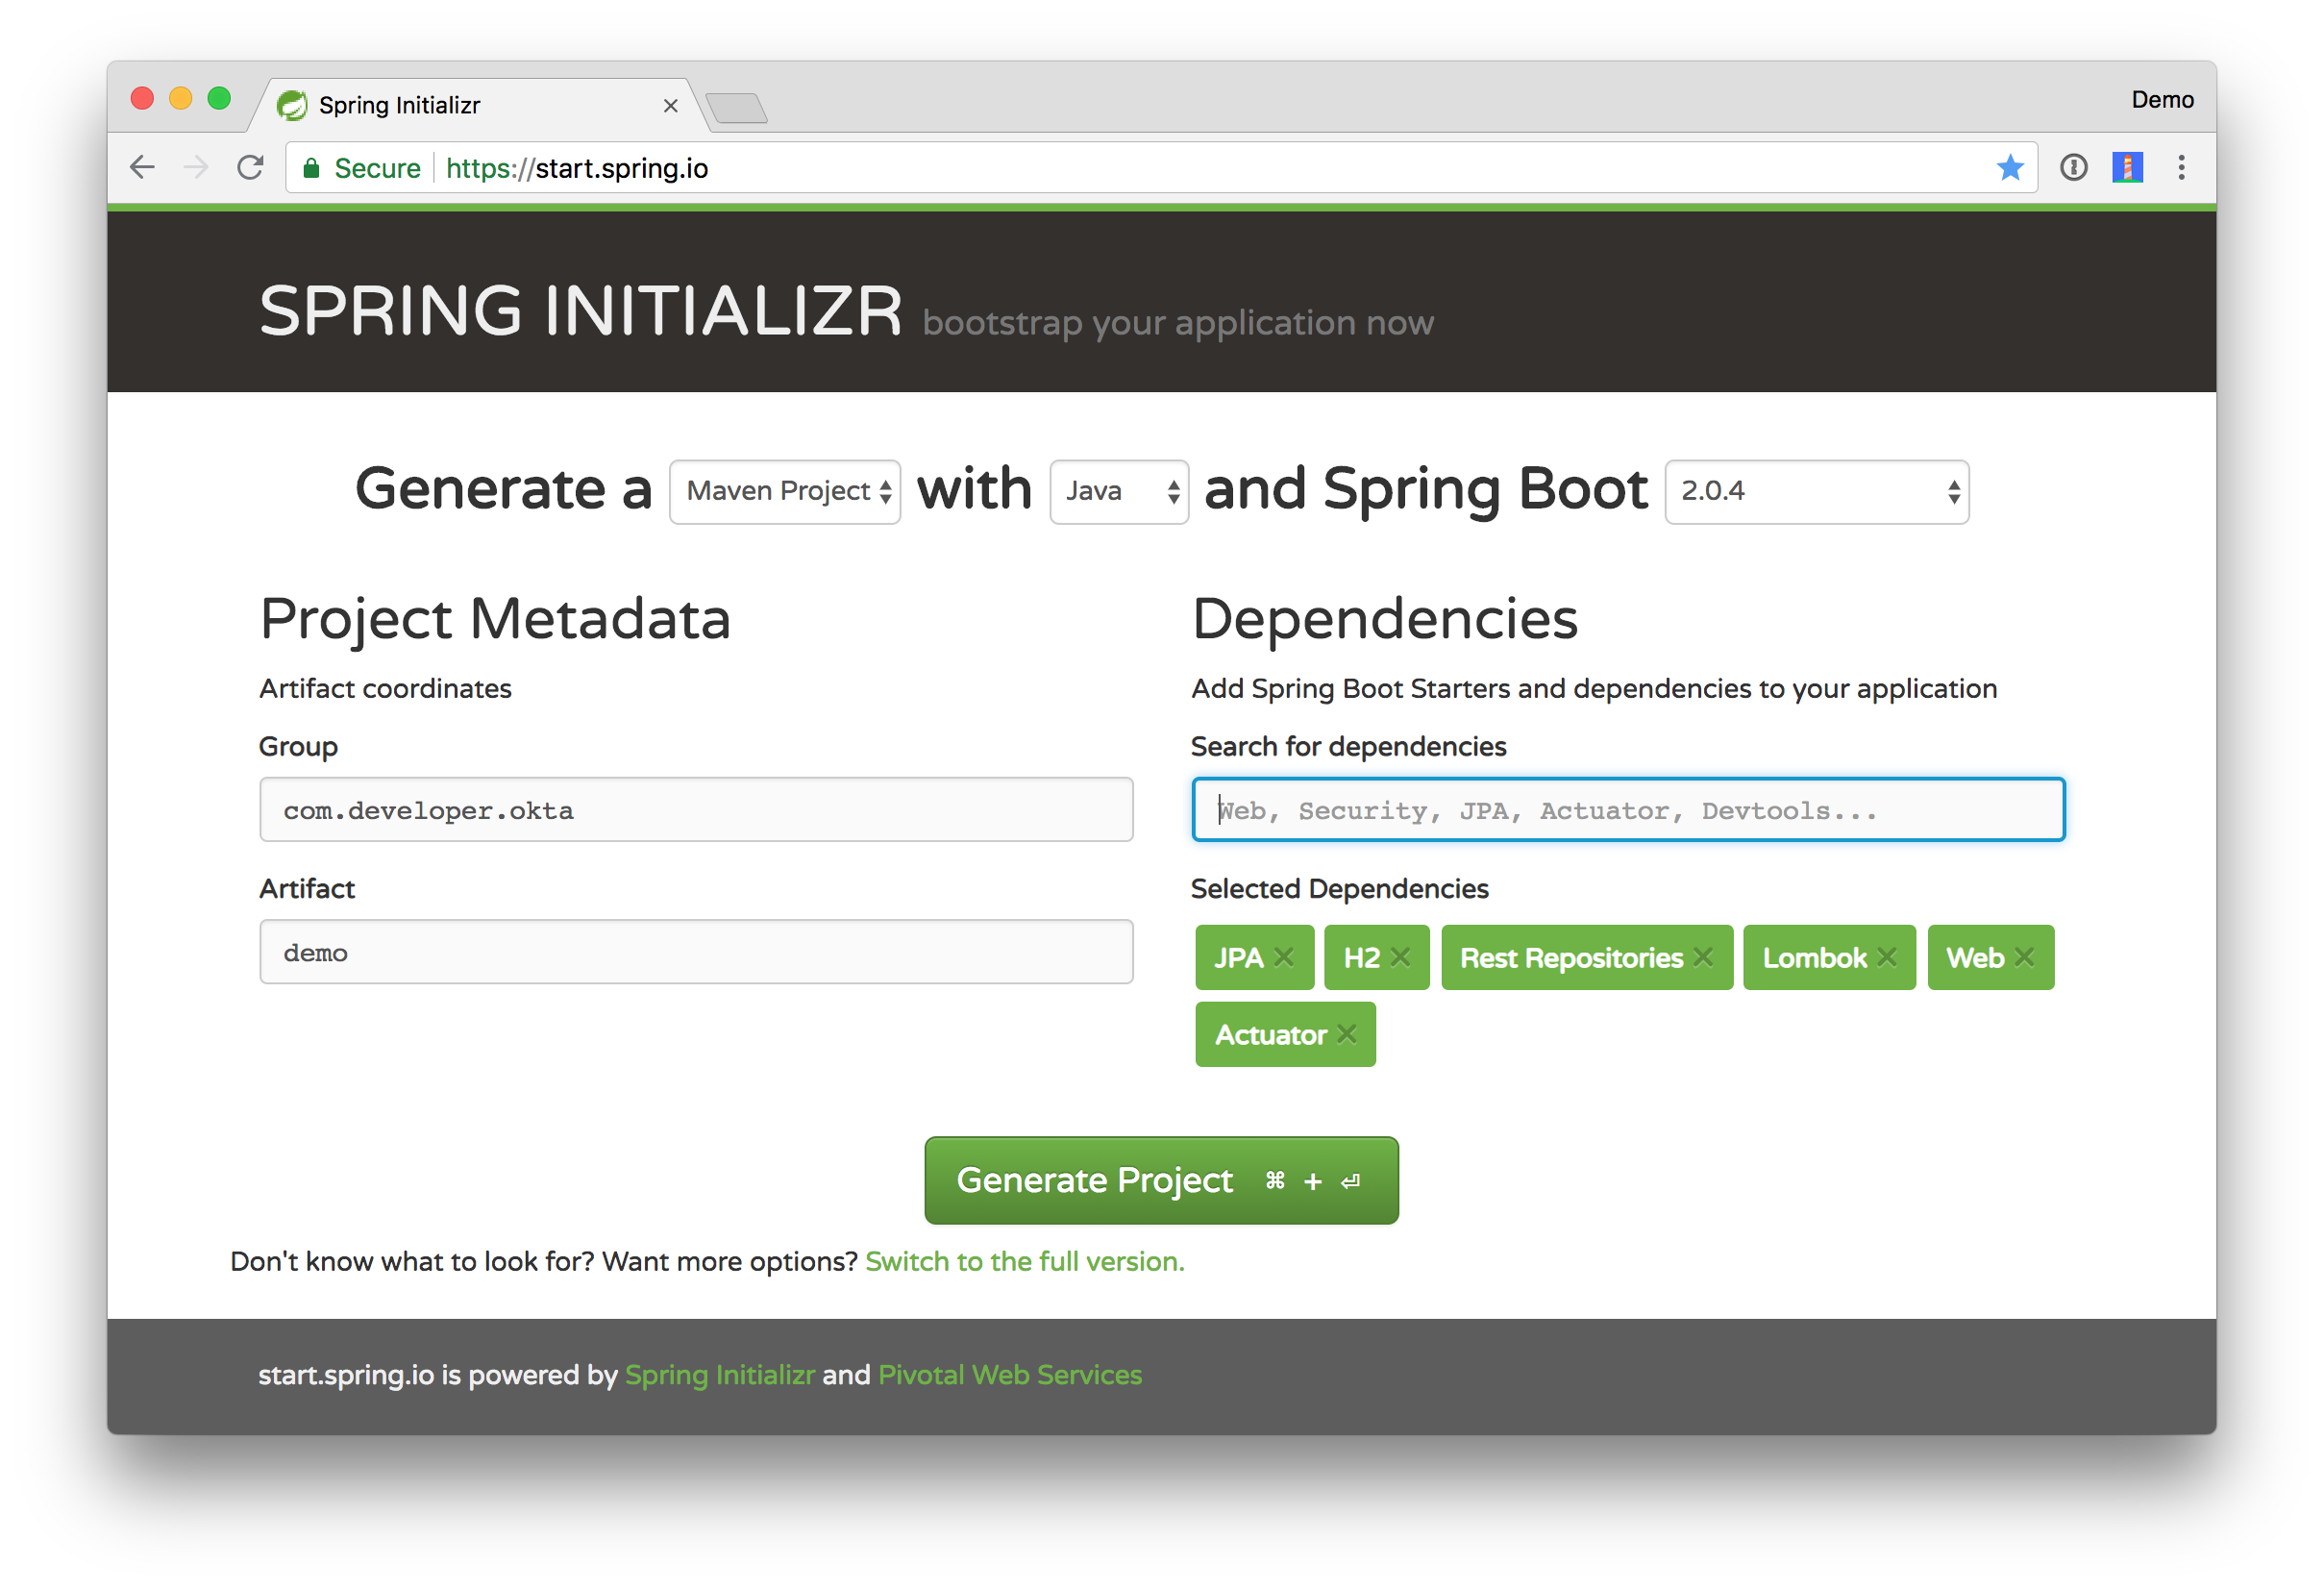 Spring Initializr
Demo
Secure https://start.spring.io
SPRING INITIALIZR bootstrap your application now
Generate a Maven Project with Java and Spring Boot 2.0.4
Project Metadata
Artifact coordinates
Group
com.developer.okta
Artifact
demo
Dependencies
Add Spring Boot Starters and dependencies to your application
Search for dependencies
Web, Security, JPA, Actuator, Devtools...
Selected Dependencies
JPA H2 Rest Repositories Lombok Web
Actuator
Generate Project ⌘ + ⏎
Don't know what to look for? Want more options? Switch to the full version.
start.spring.io is powered by Spring Initializr and Pivotal Web Services